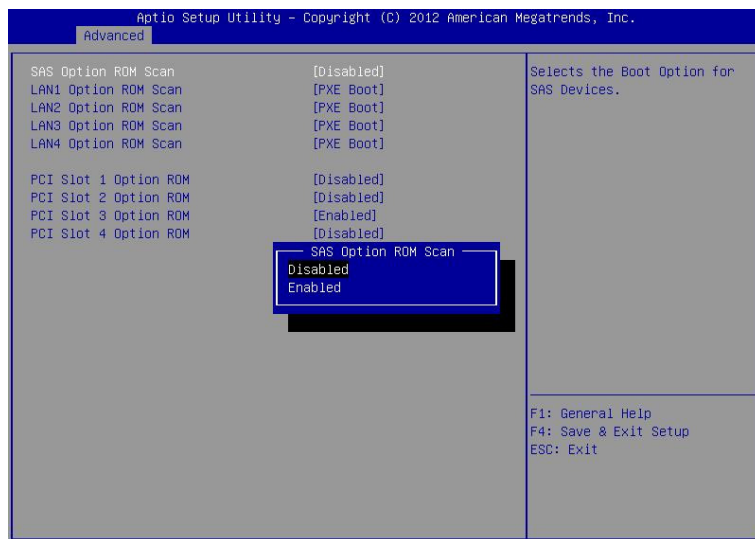 Aptio Setup Utility – Copyright (C) 2012 American Megatrends, Inc.
Advanced
SAS Option ROM Scan [Disabled]
LAN1 Option ROM Scan [PXE Boot]
LAN2 Option ROM Scan [PXE Boot]
LAN3 Option ROM Scan [PXE Boot]
LAN4 Option ROM Scan [PXE Boot]
PCI Slot 1 Option ROM [Disabled]
PCI Slot 2 Option ROM [Disabled]
PCI Slot 3 Option ROM [Enabled]
PCI Slot 4 Option ROM [Disabled]
SAS Option ROM Scan
Disabled
Enabled
Selects the Boot Option for
SAS Devices.
F1: General Help
F4: Save & Exit Setup
ESC: Exit